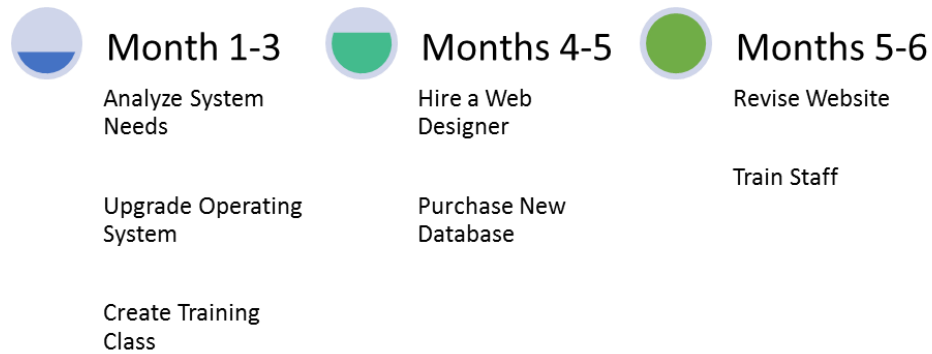 Month 1-3
Analyze System
Needs
Upgrade Operating
System
Create Training
Class
Months 4-5
Hire a Web
Designer
Purchase New
Database
Months 5-6
Revise Website
Train Staff